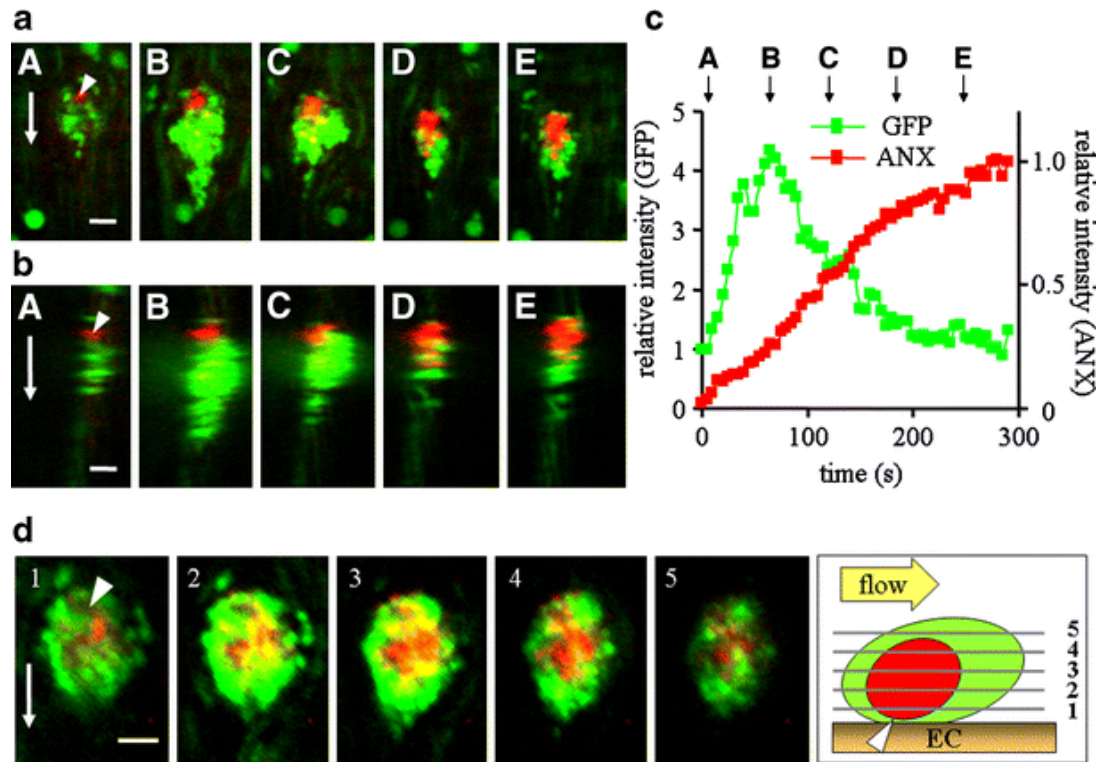 a
A B C D E
b
A B C D E
c
A B C D E
relative intensity (GFP)
5
4
3
2
1
0
GFP
ANX
1.0
0.5
0
relative intensity (ANX)
0 100 200 300
time (s)
d
1 2 3 4 5
flow
5
4
3
2
1
EC